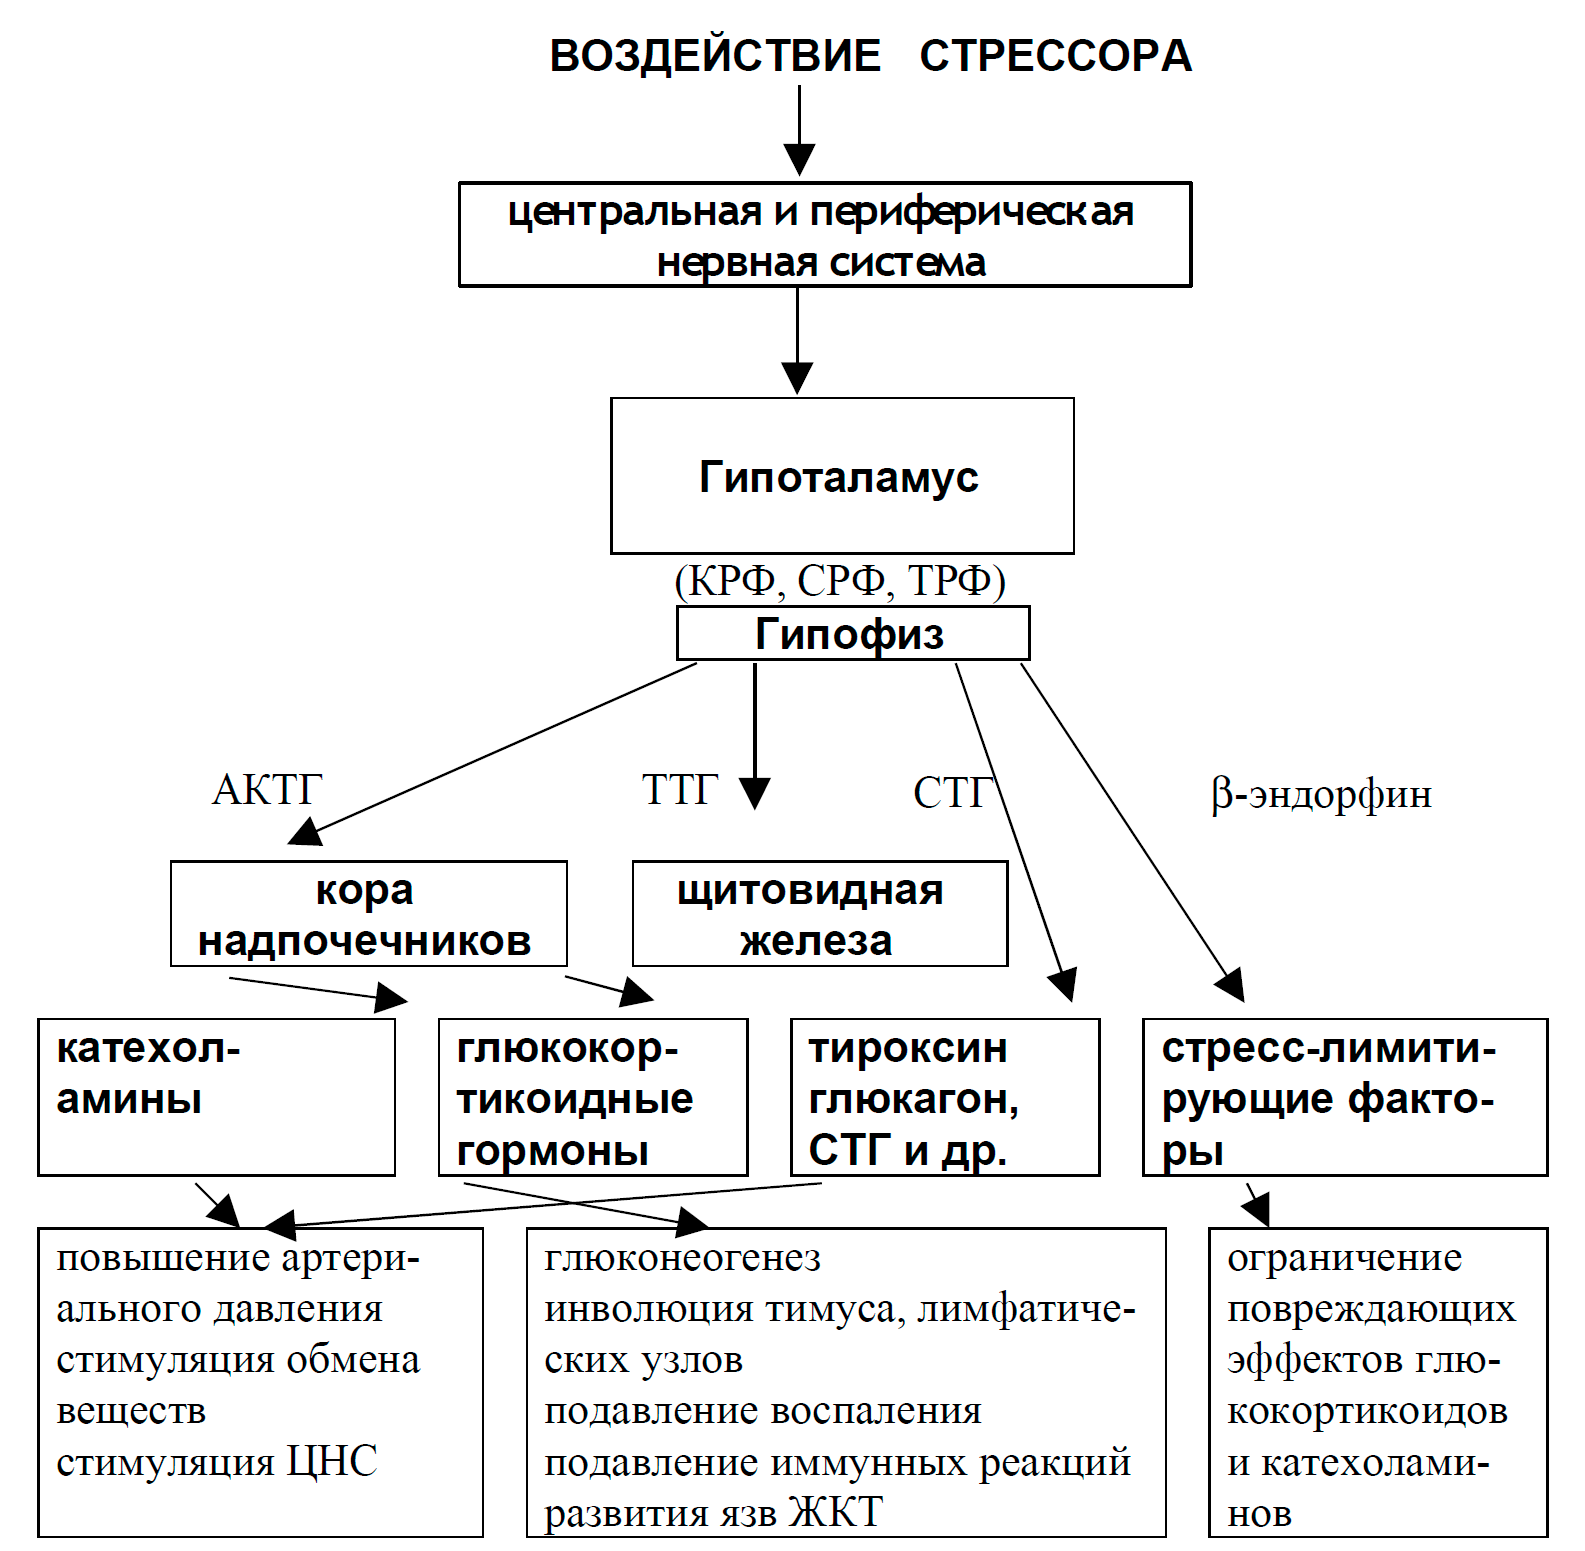 ВОЗДЕЙСТВИЕ СТРЕССОРА
центральная и периферическая
нервная система
Гипоталамус
(КРФ, СРФ, ТРФ)
Гипофиз
АКТГ
ТТГ
СТГ
β-эндорфин
кора
надпочечников
щитовидная
железа
катехол-
амины
глюкокор-
тикоидные
гормоны
тироксин
глюкагон,
СТГ и др.
стресс-лимити-
рующие факто-
ры
повышение артери-
ального давления
стимуляция обмена
веществ
стимуляция ЦНС
глюконеогенез
инволюция тимуса, лимфатиче-
ских узлов
подавление воспаления
подавление иммунных реакций
развития язв ЖКТ
ограничение
повреждающих
эффектов глю-
кокортикоидов
и катехолами-
нов